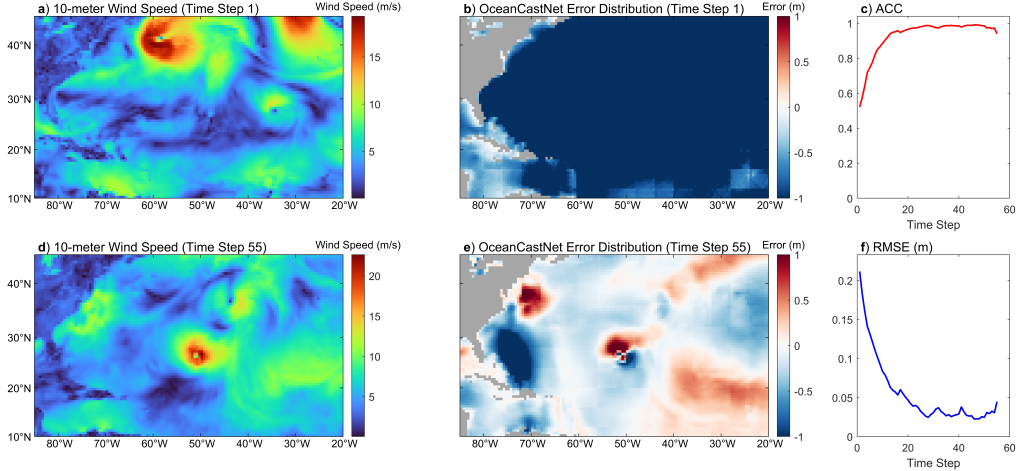 a) 10-meter Wind Speed (Time Step 1)
Wind Speed (m/s)
40°N
30°N
20°N
10°N
80°W 70°W 60°W 50°W 40°W 30°W 20°W
15
10
5
b) OceanCastNet Error Distribution (Time Step 1)
Error (m)
80°W 70°W 60°W 50°W 40°W 30°W 20°W
1
0.5
0
-0.5
-1
c) ACC
1
0.8
0.6
0.4
0.2
0
0 20 40 60
Time Step
d) 10-meter Wind Speed (Time Step 55)
Wind Speed (m/s)
40°N
30°N
20°N
10°N
80°W 70°W 60°W 50°W 40°W 30°W 20°W
20
15
10
5
e) OceanCastNet Error Distribution (Time Step 55)
Error (m)
80°W 70°W 60°W 50°W 40°W 30°W 20°W
1
0.5
0
-0.5
-1
f) RMSE (m)
0.2
0.15
0.1
0.05
0
0 20 40 60
Time Step